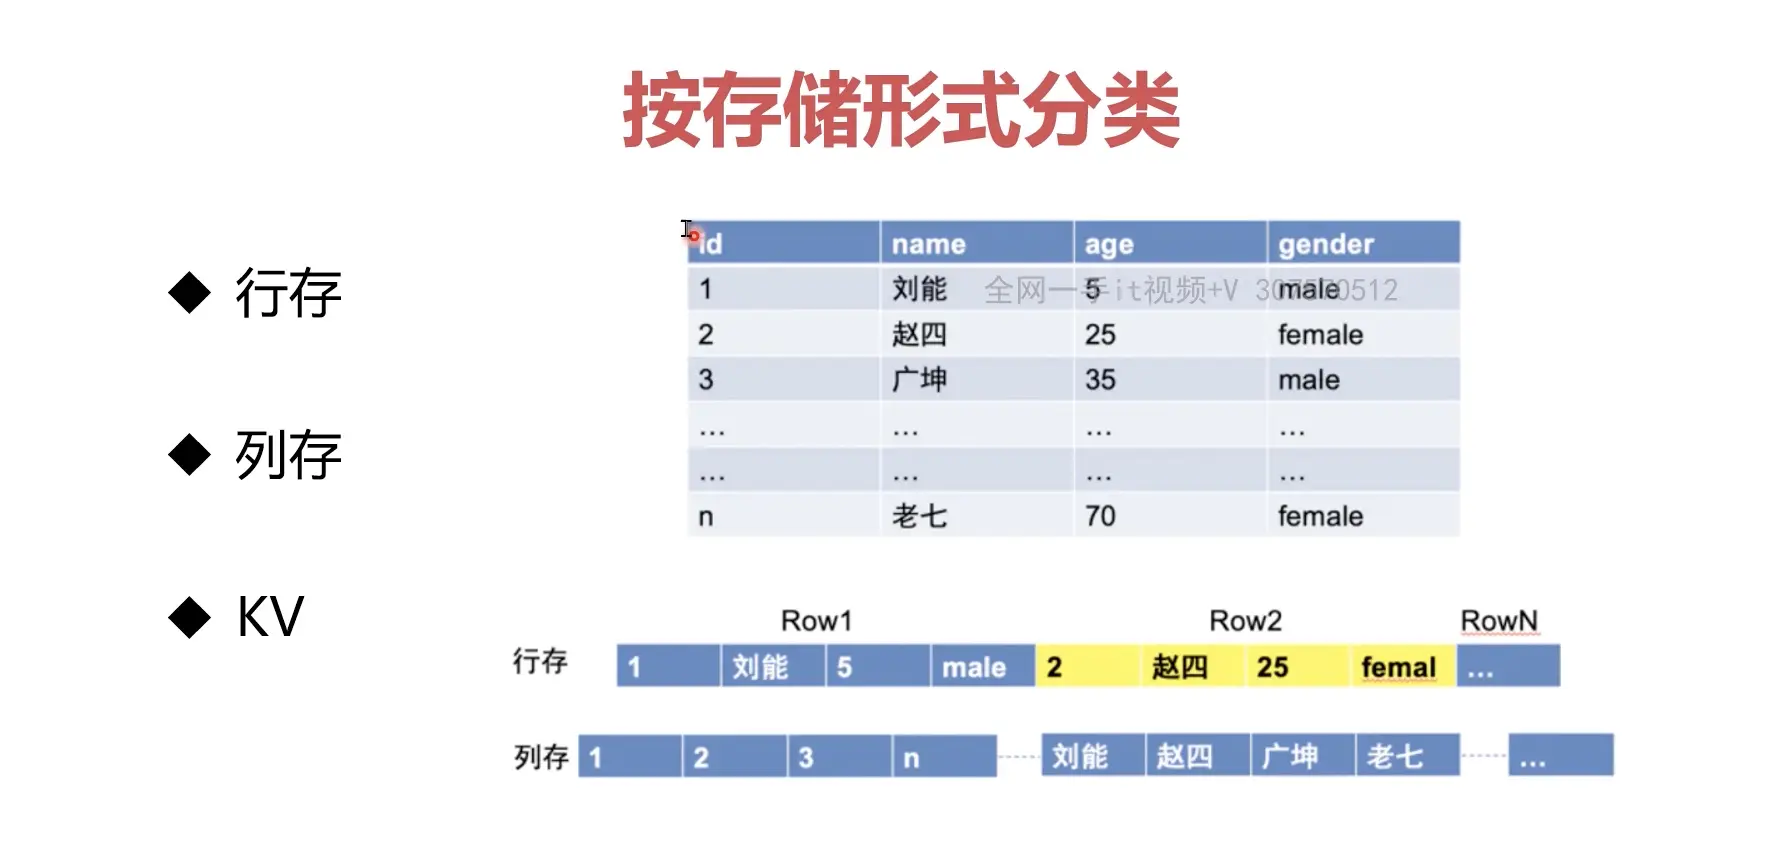 按存储形式分类
◆ 行存
◆ 列存
◆ KV
id name age gender
1 刘能 5 male
全网一手it视频+V 307570512
2 赵四 25 female
3 广坤 35 male
… … … …
… … … …
n 老七 70 female
Row1 Row2 RowN
行存 1 刘能 5 male 2 赵四 25 femal …
列存 1 2 3 n 刘能 赵四 广坤 老七 …